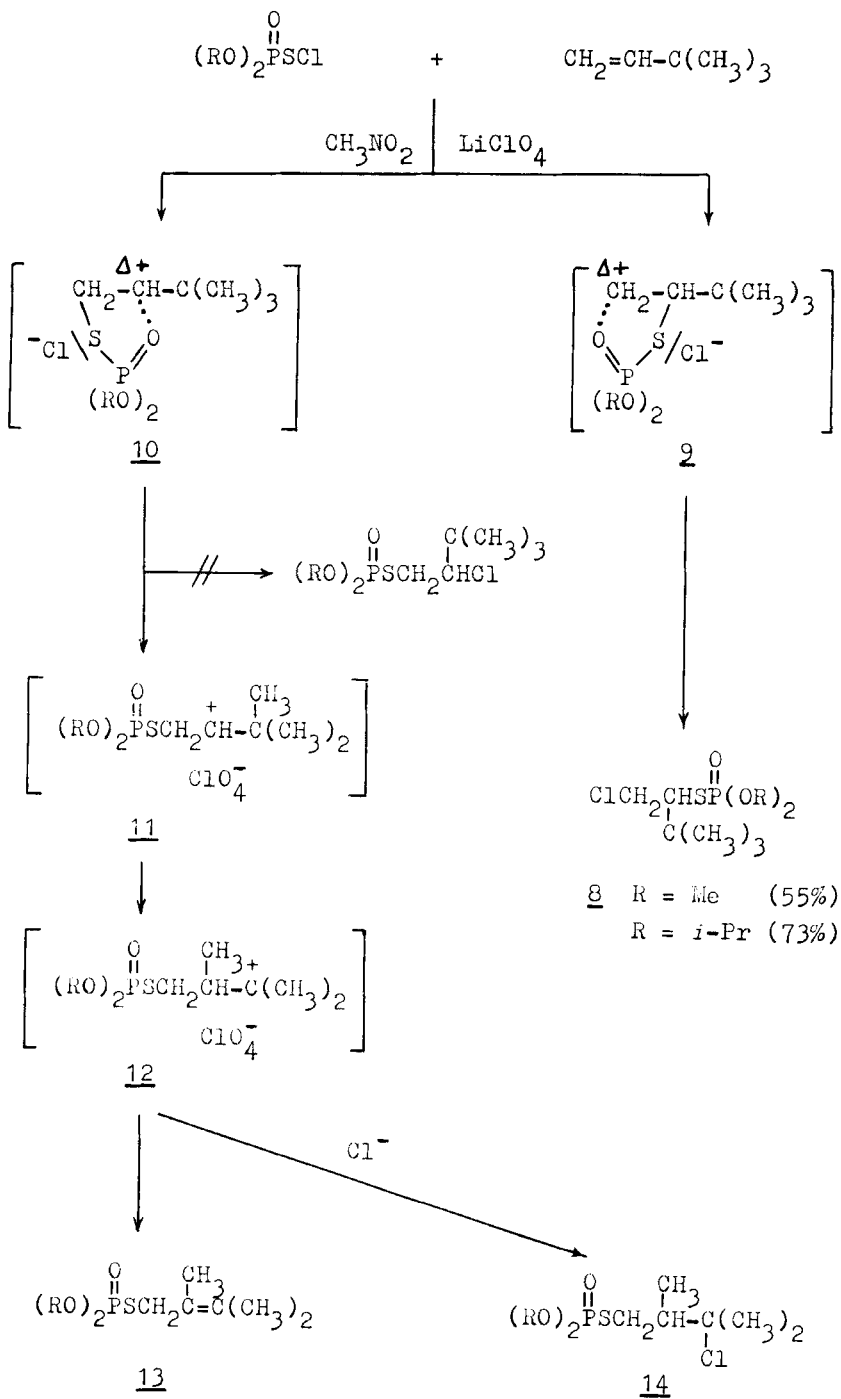 O
(RO)2PSCl + CH2=CH-C(CH3)3
CH3NO2 LiClO4
Δ+
CH2-CH-C(CH3)3
-Cl S O
P
(RO)2
10
Δ+
CH2-CH-C(CH3)3
O S Cl-
P
(RO)2
9
O C(CH3)3
(RO)2PSCH2CHCl
O + CH3
(RO)2PSCH2CH-C(CH3)2
ClO4-
11
O
ClCH2CHSP(OR)2
C(CH3)3
8 R = Me (55%)
R = i-Pr (73%)
O CH3+
(RO)2PSCH2CH-C(CH3)2
ClO4-
12
Cl-
O CH3
(RO)2PSCH2C=C(CH3)2
13
O CH3
(RO)2PSCH2CH-C(CH3)2
Cl
14